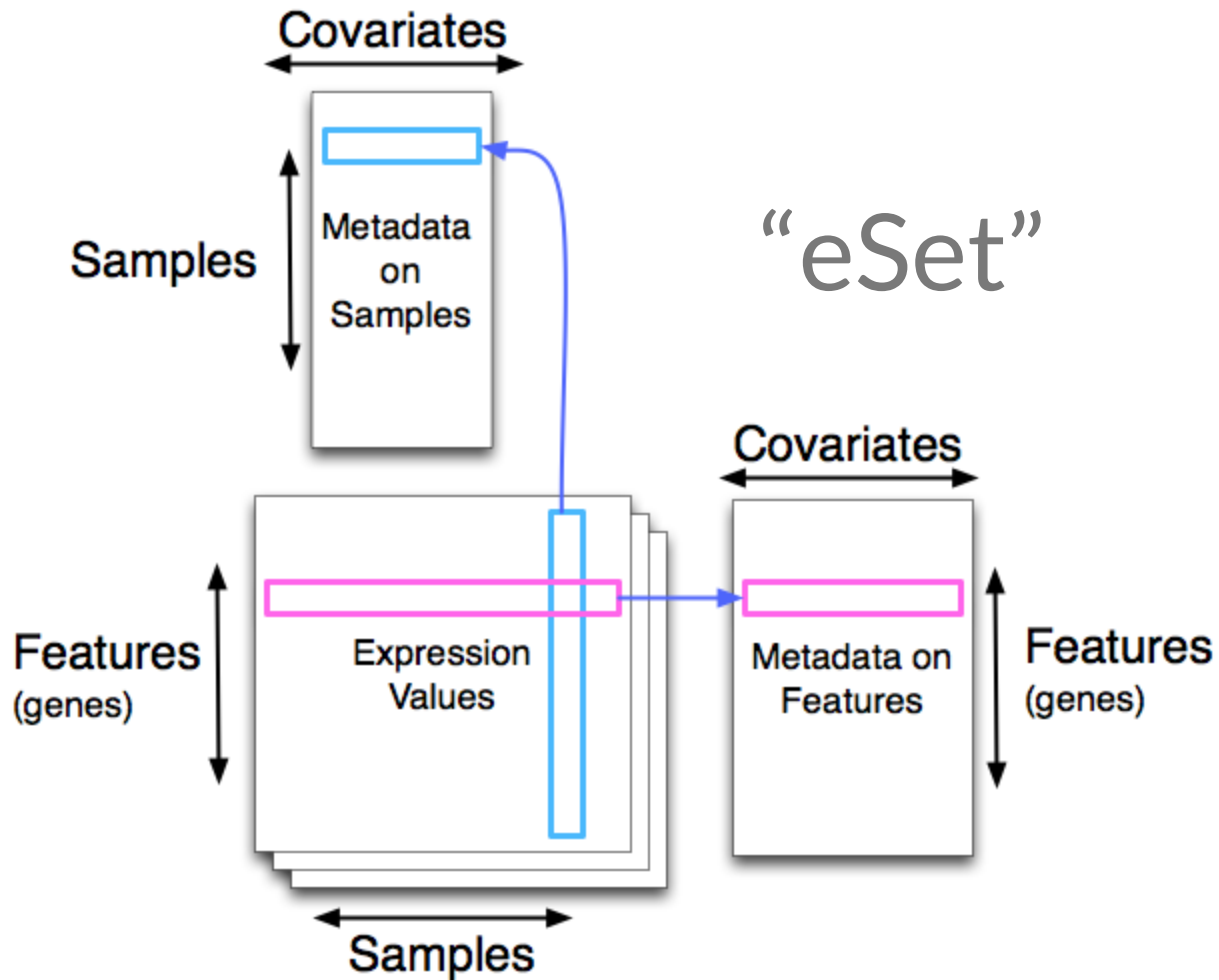 Covariates
Samples
Metadata
on
Samples
“eSet”
Covariates
Features
(genes)
Expression
Values
Metadata on
Features
Features
(genes)
Samples